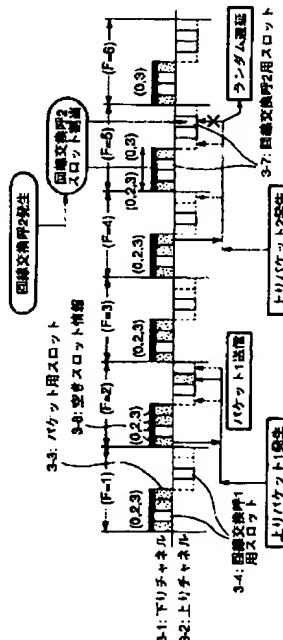 回線交換呼2発生
回線交換呼2
スロット割当
(F=1)
(F=2)
(F=3)
(F=4)
(F=5)
(F=6)
3-3: パケット用スロット
3-8: 空きスロット情報
(0,2,3)
(0,2,3)
(0,2,3)
(0,2,3)
(0,2,3)
(0,3)
(0,3)
3-1: 下りチャネル
3-2: 上りチャネル
3-4: 回線交換呼1
用スロット
パケット1送信
上りパケット1発生
上りパケット2発生
3-7: 回線交換呼2用スロット
ランダム遅延